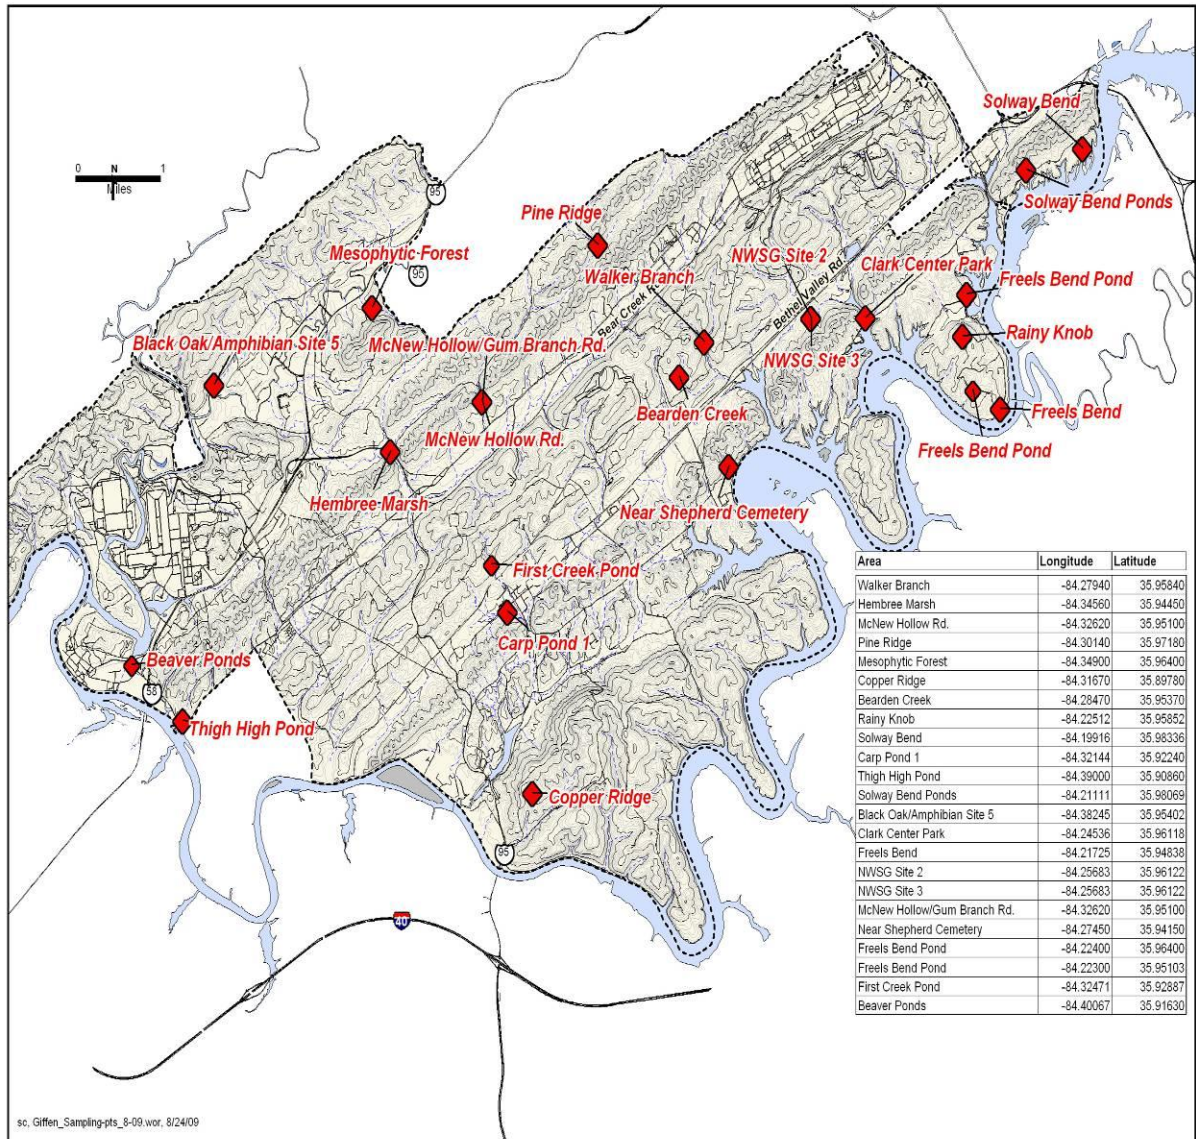 Solway Bend
0 N 1
Miles
95
Solway Bend Ponds
Pine Ridge
Mesophytic Forest
95
NWSG Site 2
Walker Branch
Clark Center Park
Freels Bend Pond
Bear Creek R
Bethel Valley Rd.
Rainy Knob
Black Oak/Amphibian Site 5
McNew Hollow/Gum Branch Rd.
NWSG Site 3
Bearden Creek
Freels Bend
McNew Hollow Rd.
Freels Bend Pond
Hembree Marsh
Near Shepherd Cemetery
First Creek Pond
Carp Pond 1
Beaver Ponds
58
Thigh High Pond
Copper Ridge
95
40
Area Longitude Latitude
Walker Branch -84.27940 35.95840
Hembree Marsh -84.34560 35.94450
McNew Hollow Rd. -84.32620 35.95100
Pine Ridge -84.30140 35.97180
Mesophytic Forest -84.34900 35.96400
Copper Ridge -84.31670 35.89780
Bearden Creek -84.28470 35.95370
Rainy Knob -84.22512 35.95852
Solway Bend -84.19916 35.98336
Carp Pond 1 -84.32144 35.92240
Thigh High Pond -84.39000 35.90860
Solway Bend Ponds -84.21111 35.98069
Black Oak/Amphibian Site 5 -84.38245 35.95402
Clark Center Park -84.24536 35.96118
Freels Bend -84.21725 35.94838
NWSG Site 2 -84.25683 35.96122
NWSG Site 3 -84.25683 35.96122
McNew Hollow/Gum Branch Rd. -84.32620 35.95100
Near Shepherd Cemetery -84.27450 35.94150
Freels Bend Pond -84.22400 35.96400
Freels Bend Pond -84.22300 35.95103
First Creek Pond -84.32471 35.92887
Beaver Ponds -84.40067 35.91630
sc, Giffen_Sampling-pts_8-09.wor, 8/24/09